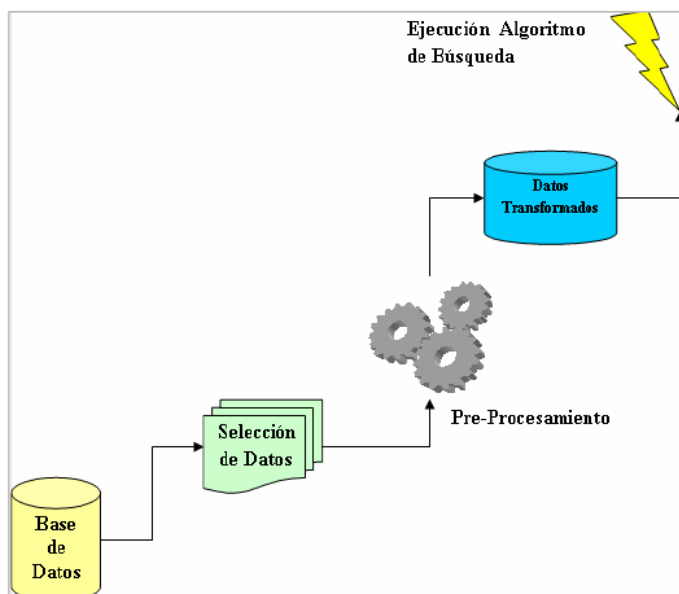 Ejecución Algoritmo
de Búsqueda
Datos
Transformados
Pre-Procesamiento
Selección
de Datos
Base
de
Datos